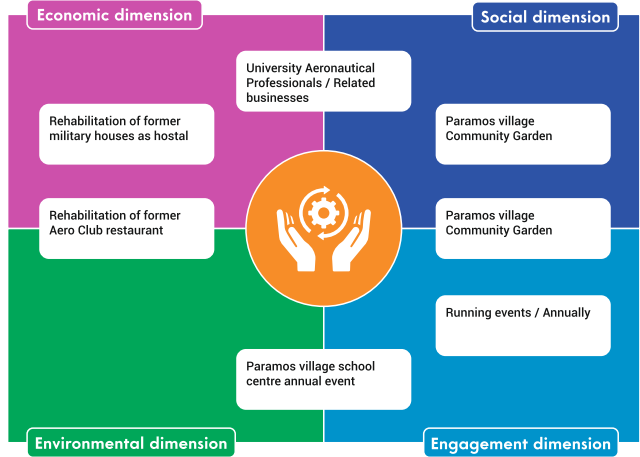 Economic dimension
Social dimension
University Aeronautical
Professionals / Related
businesses
Rehabilitation of former
military houses as hostal
Paramos village
Community Garden
Rehabilitation of former
Aero Club restaurant
Paramos village
Community Garden
Running events / Annually
Paramos village school
centre annual event
Environmental dimension
Engagement dimension